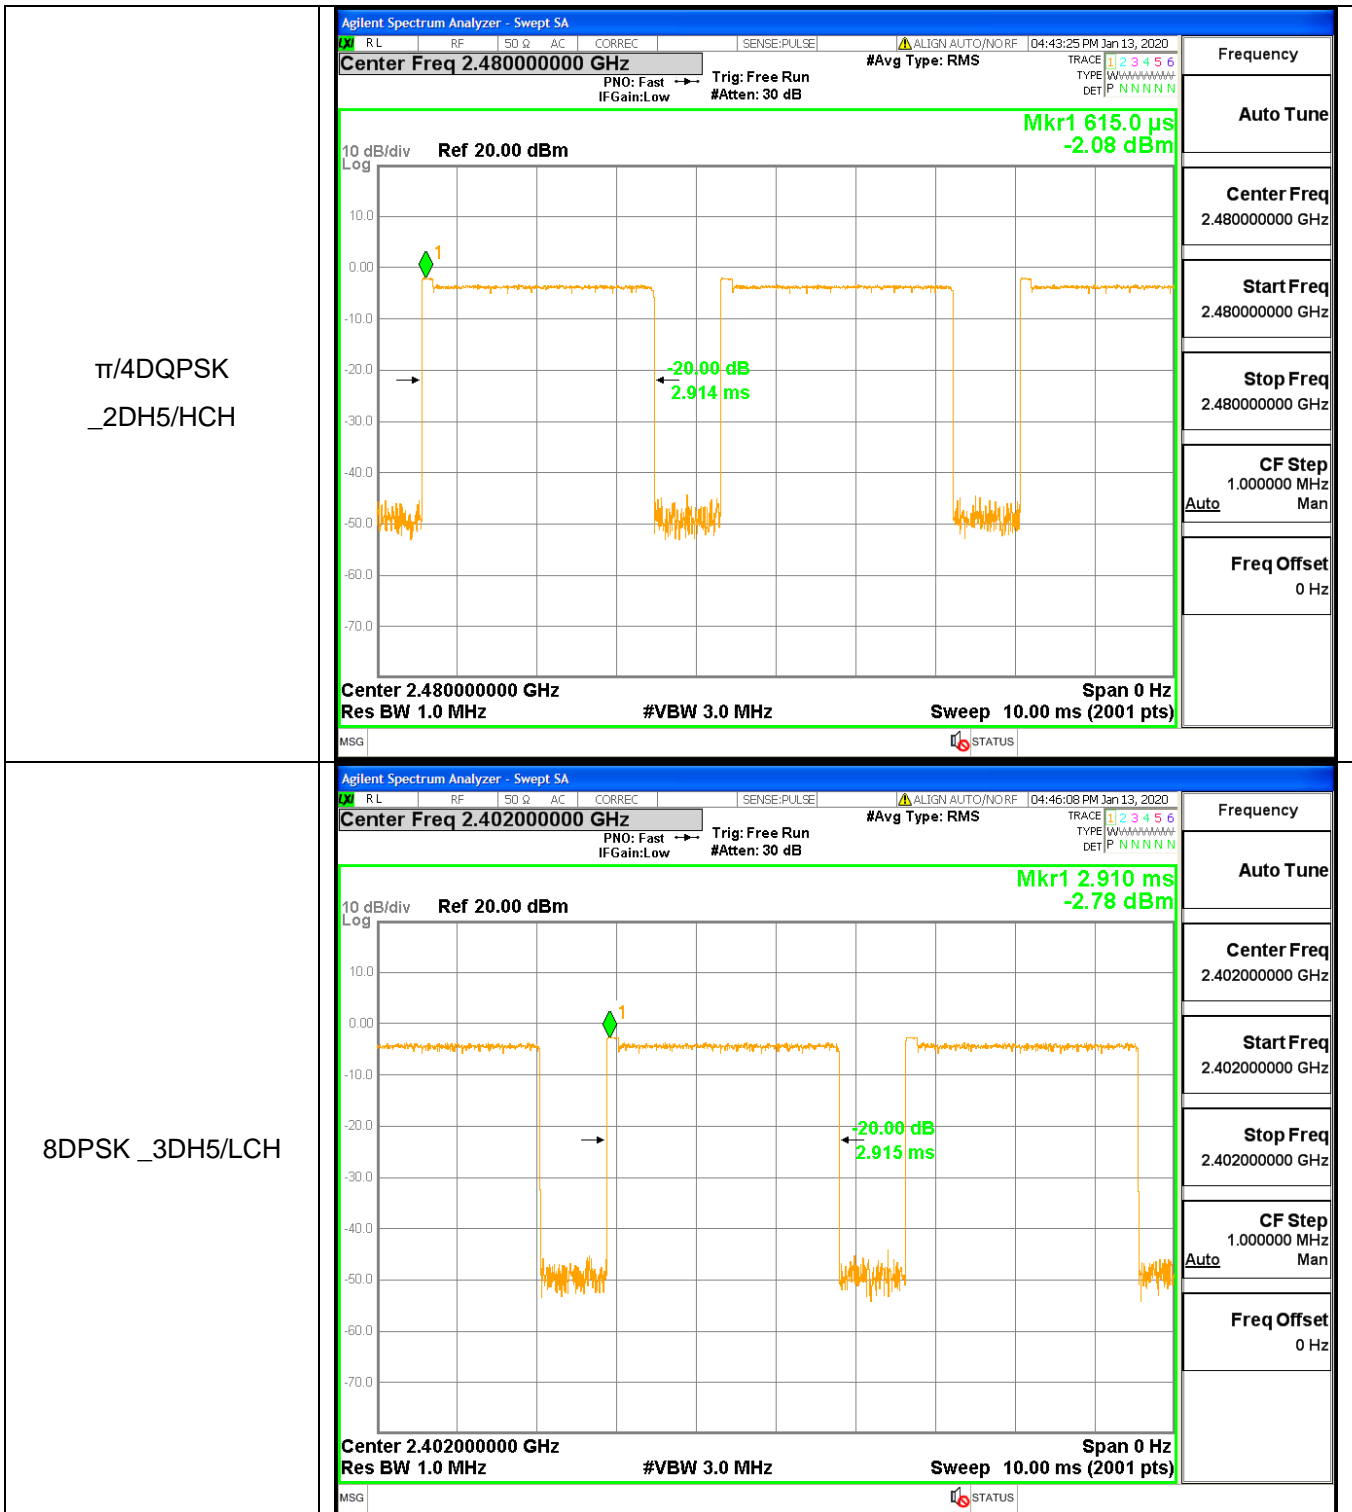 π/4DQPSK
_2DH5/HCH
Agilent Spectrum Analyzer - Swept SA
LXI RL RF 50 Ω AC CORREC SENSE:PULSE ALIGN AUTO/NO RF 04:43:25 PM Jan 13, 2020
Center Freq 2.480000000 GHz
#Avg Type: RMS
TRACE 1 2 3 4 5 6
PNO: Fast Trig: Free Run
TYPE
IFGain:Low #Atten: 30 dB
DET P N N N N N
Mkr1 615.0 µs
-2.08 dBm
10 dB/div Ref 20.00 dBm
Log
10.0
0.00
-10.0
-20.0
-30.0
-40.0
-50.0
-60.0
-70.0
1
-20.00 dB
2.914 ms
Center 2.480000000 GHz Span 0 Hz
Res BW 1.0 MHz #VBW 3.0 MHz Sweep 10.00 ms (2001 pts)
MSG STATUS
Frequency
Auto Tune
Center Freq
2.480000000 GHz
Start Freq
2.480000000 GHz
Stop Freq
2.480000000 GHz
CF Step
1.000000 MHz
Auto Man
Freq Offset
0 Hz
8DPSK _3DH5/LCH
Agilent Spectrum Analyzer - Swept SA
LXI RL RF 50 Ω AC CORREC SENSE:PULSE ALIGN AUTO/NO RF 04:46:08 PM Jan 13, 2020
Center Freq 2.402000000 GHz
#Avg Type: RMS
TRACE 1 2 3 4 5 6
PNO: Fast Trig: Free Run
TYPE
IFGain:Low #Atten: 30 dB
DET P N N N N N
Mkr1 2.910 ms
-2.78 dBm
10 dB/div Ref 20.00 dBm
Log
10.0
0.00
-10.0
-20.0
-30.0
-40.0
-50.0
-60.0
-70.0
1
-20.00 dB
2.915 ms
Center 2.402000000 GHz Span 0 Hz
Res BW 1.0 MHz #VBW 3.0 MHz Sweep 10.00 ms (2001 pts)
MSG STATUS
Frequency
Auto Tune
Center Freq
2.402000000 GHz
Start Freq
2.402000000 GHz
Stop Freq
2.402000000 GHz
CF Step
1.000000 MHz
Auto Man
Freq Offset
0 Hz